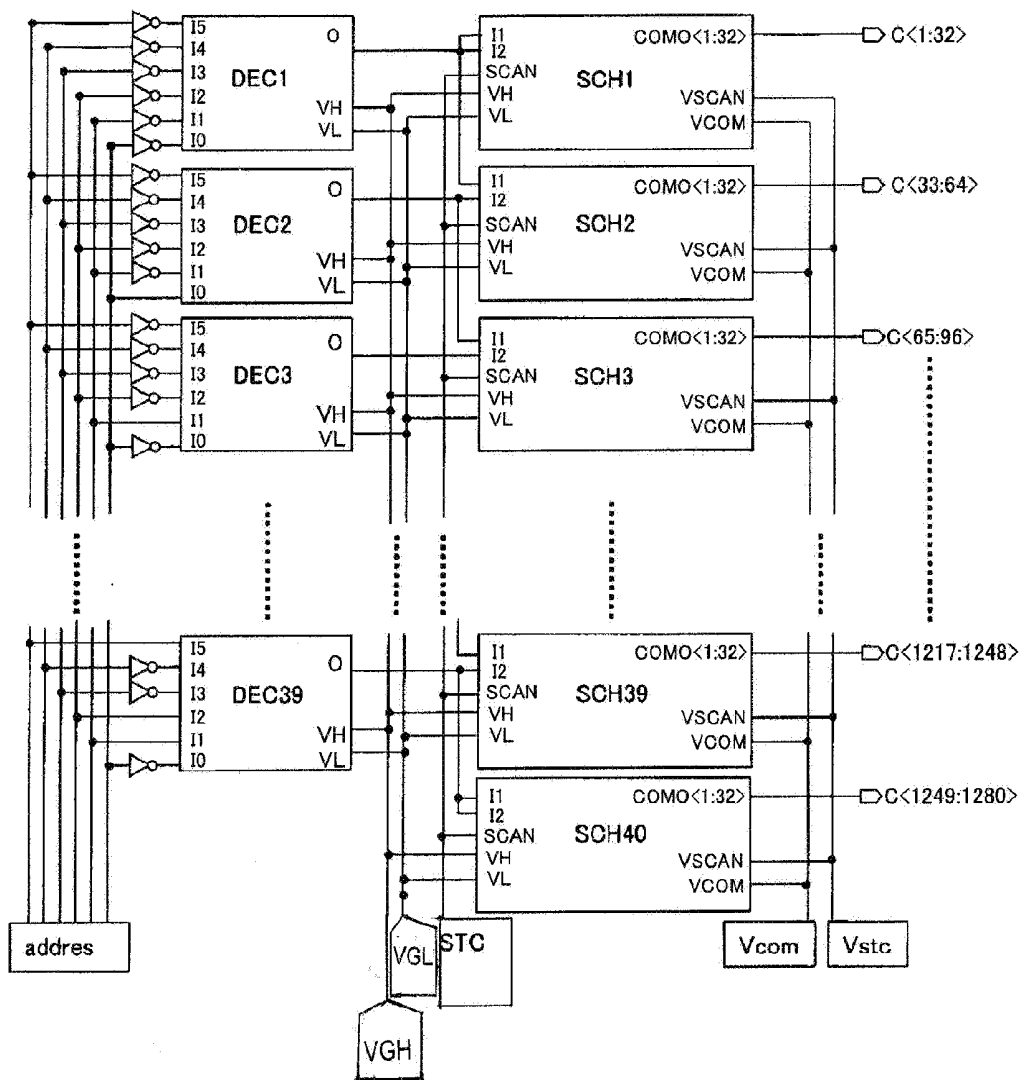 I5
I4
I3
I2
I1
I0
DEC1
O
VH
VL
I1
I2
SCAN
VH
VL
SCH1
COMO<1:32>
VSCAN
VCOM
C<1:32>
I5
I4
I3
I2
I1
I0
DEC2
O
VH
VL
I1
I2
SCAN
VH
VL
SCH2
COMO<1:32>
VSCAN
VCOM
C<33:64>
I5
I4
I3
I2
I1
I0
DEC3
O
VH
VL
I1
I2
SCAN
VH
VL
SCH3
COMO<1:32>
VSCAN
VCOM
C<65:96>
I5
I4
I3
I2
I1
I0
DEC39
O
VH
VL
I1
I2
SCAN
VH
VL
SCH39
COMO<1:32>
VSCAN
VCOM
C<1217:1248>
I1
I2
SCAN
VH
VL
SCH40
COMO<1:32>
VSCAN
VCOM
C<1249:1280>
addres
VGL
STC
Vcom
Vstc
VGH